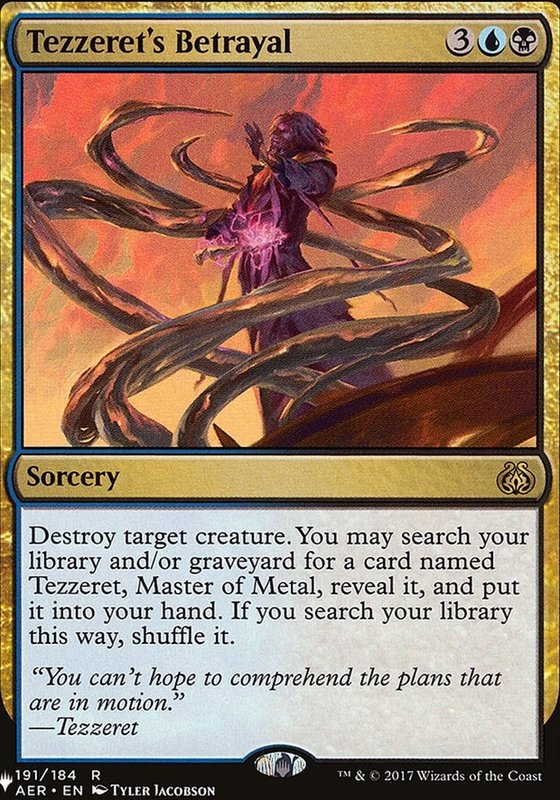 Tezzeret's Betrayal 3
Sorcery
Destroy target creature. You may search your
library and/or graveyard for a card named
Tezzeret, Master of Metal, reveal it, and put
it into your hand. If you search your library
this way, shuffle it.
“You can't hope to comprehend the plans that
are in motion.”
—Tezzeret
191/184 R
AER • EN Tyler Jacobson
™ & © 2017 Wizards of the Coast